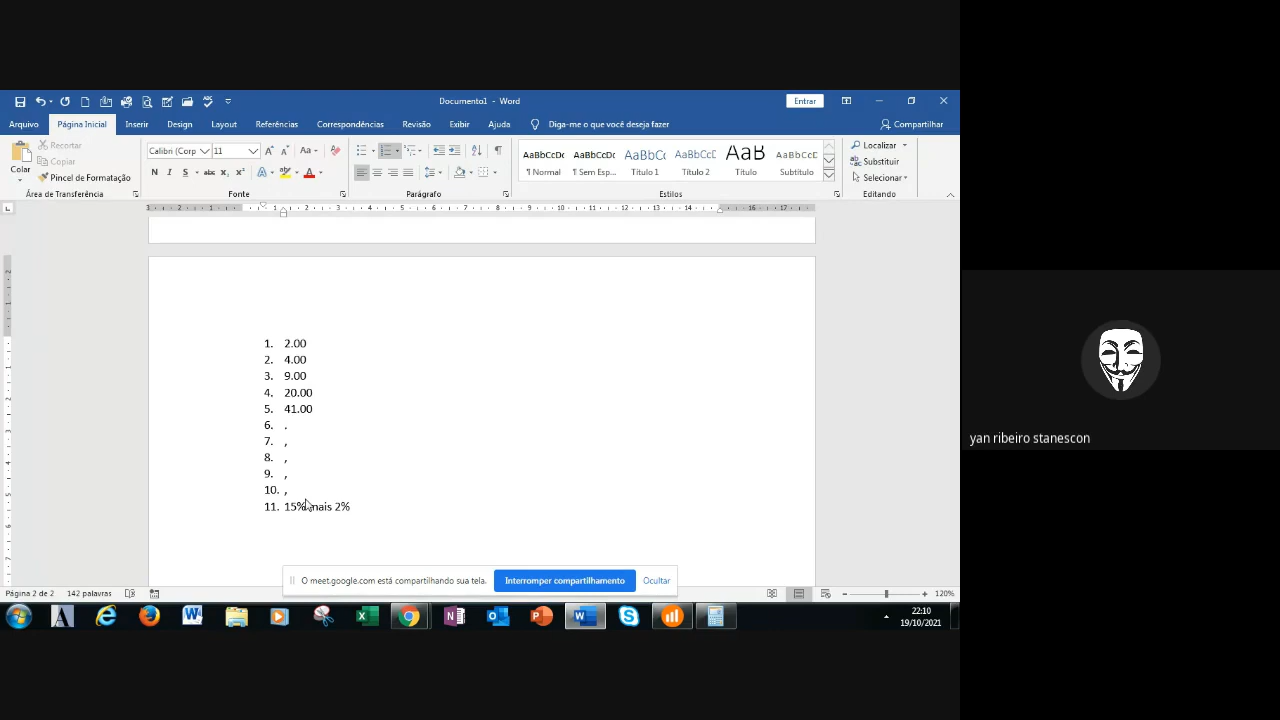 Documento1 - Word
Entrar
Arquivo Página Inicial Inserir Design Layout Referências Correspondências Revisão Exibir Ajuda Diga-me o que você deseja fazer Compartilhar
Colar
Recortar
Copiar
Pincel de Formatação
Área de Transferência
Calibri (Corp 11
Aa
N I S abc x₂ x²
Fonte
Parágrafo
AaBbCcDc AaBbCcDc AaBbCc AaBbCcD AaB AaBbCcD
¶ Normal ¶ Sem Esp... Título 1 Título 2 Título Subtítulo
Estilos
Localizar
Substituir
Selecionar
Editando
1. 2.00
2. 4.00
3. 9.00
4. 20.00
5. 41.00
6. .
7. ,
8. ,
9. ,
10. ,
11. 15% mais 2%
O meet.google.com está compartilhando sua tela. Interromper compartilhamento Ocultar
Página 2 de 2 142 palavras 120%
22:10
19/10/2021
yan ribeiro stanescon